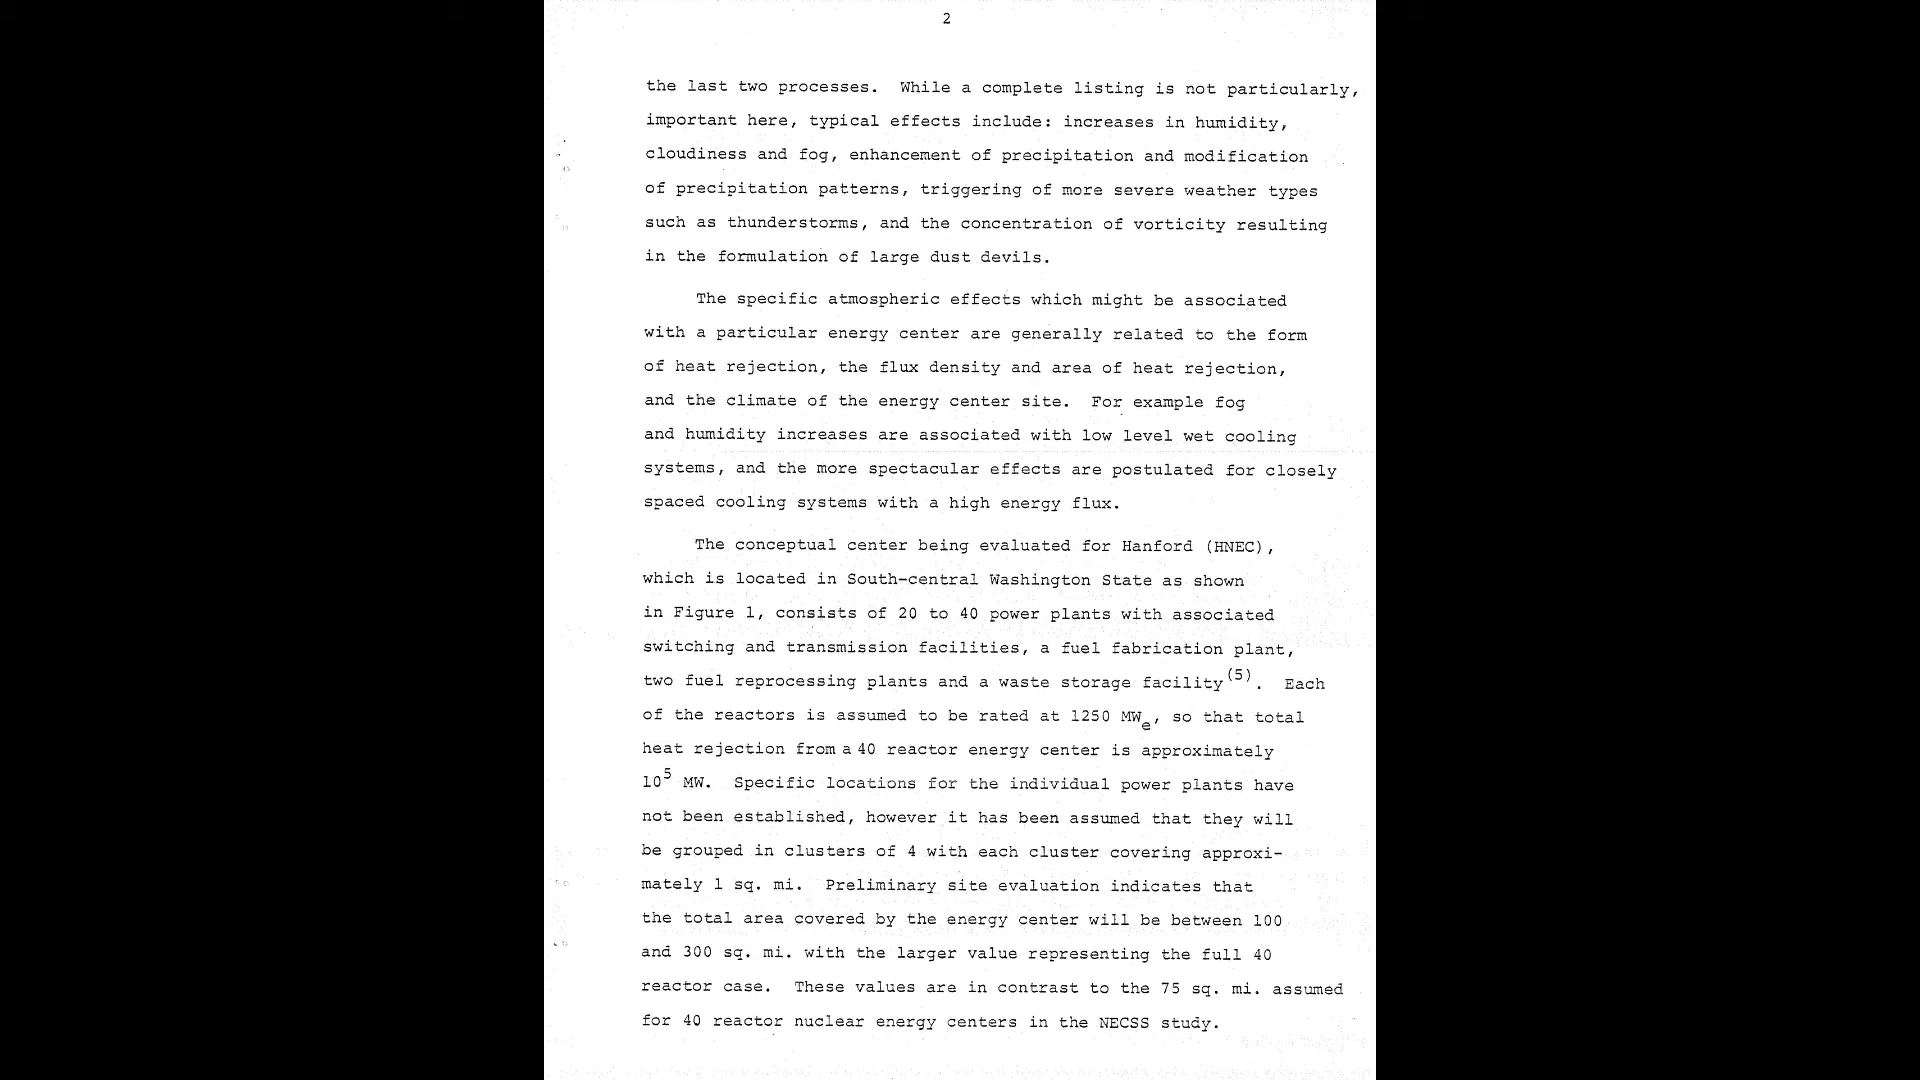 2
the last two processes. While a complete listing is not particularly,
important here, typical effects include: increases in humidity,
cloudiness and fog, enhancement of precipitation and modification
of precipitation patterns, triggering of more severe weather types
such as thunderstorms, and the concentration of vorticity resulting
in the formulation of large dust devils.
The specific atmospheric effects which might be associated
with a particular energy center are generally related to the form
of heat rejection, the flux density and area of heat rejection,
and the climate of the energy center site. For example fog
and humidity increases are associated with low level wet cooling
systems, and the more spectacular effects are postulated for closely
spaced cooling systems with a high energy flux.
The conceptual center being evaluated for Hanford (HNEC),
which is located in South-central Washington State as shown
in Figure 1, consists of 20 to 40 power plants with associated
switching and transmission facilities, a fuel fabrication plant,
two fuel reprocessing plants and a waste storage facility(5). Each
of the reactors is assumed to be rated at 1250 MWe, so that total
heat rejection from a 40 reactor energy center is approximately
10^5 MW. Specific locations for the individual power plants have
not been established, however it has been assumed that they will
be grouped in clusters of 4 with each cluster covering approxi-
mately 1 sq. mi. Preliminary site evaluation indicates that
the total area covered by the energy center will be between 100
and 300 sq. mi. with the larger value representing the full 40
reactor case. These values are in contrast to the 75 sq. mi. assumed
for 40 reactor nuclear energy centers in the NECSS study.